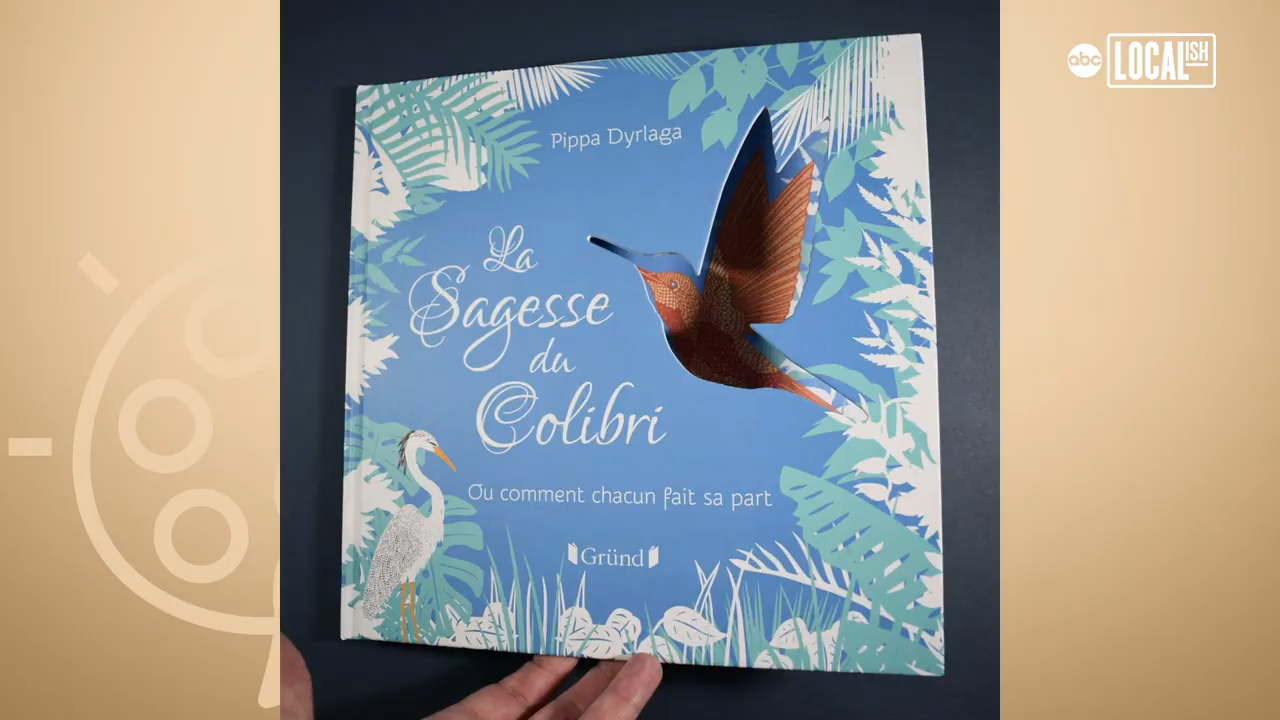 abc
LOCALISH
Pippa Dyrlaga
La
Sagesse
du
Colibri
Ou comment chacun fait sa part
Gründ